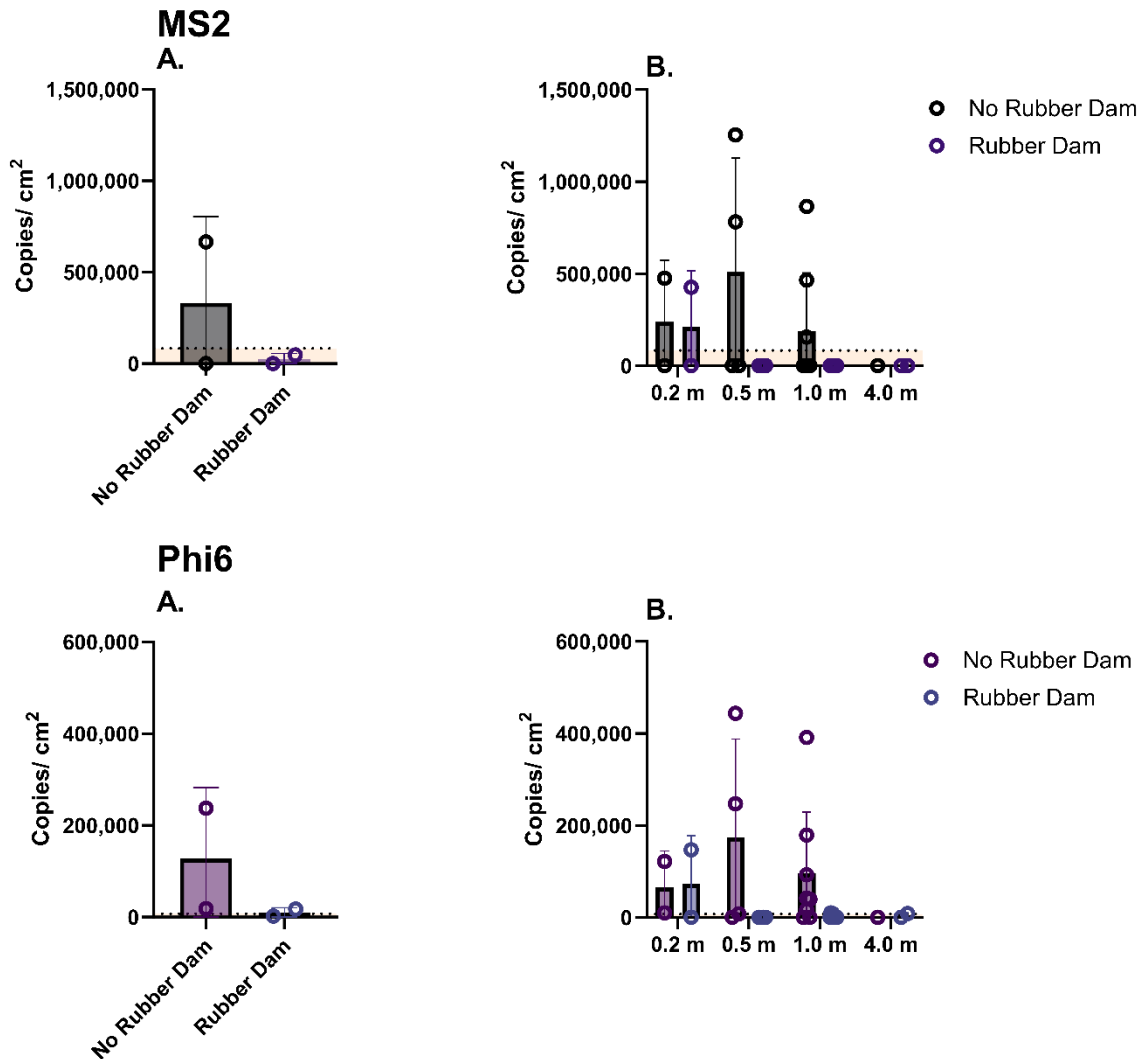 MS2
A.
1,500,000
1,000,000
500,000
0
Copies/ cm²
No Rubber Dam
Rubber Dam
B.
1,500,000
1,000,000
500,000
0
Copies/ cm²
0.2 m 0.5 m 1.0 m 4.0 m
No Rubber Dam
Rubber Dam
Phi6
A.
600,000
400,000
200,000
0
Copies/ cm²
No Rubber Dam
Rubber Dam
B.
600,000
400,000
200,000
0
Copies/ cm²
0.2 m 0.5 m 1.0 m 4.0 m
No Rubber Dam
Rubber Dam